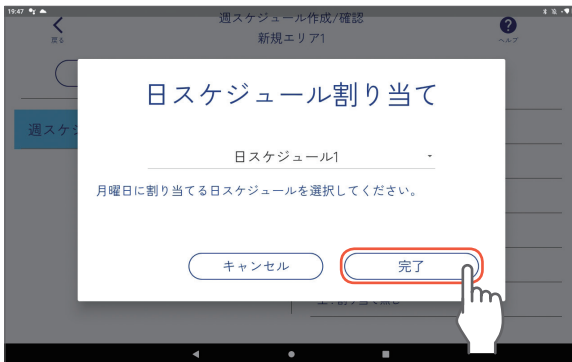 19:47
週スケジュール作成/確認
戻る
新規エリア1
ヘルプ
日スケジュール割り当て
週スケジ
日スケジュール1
月曜日に割り当てる日スケジュールを選択してください。
キャンセル
完了